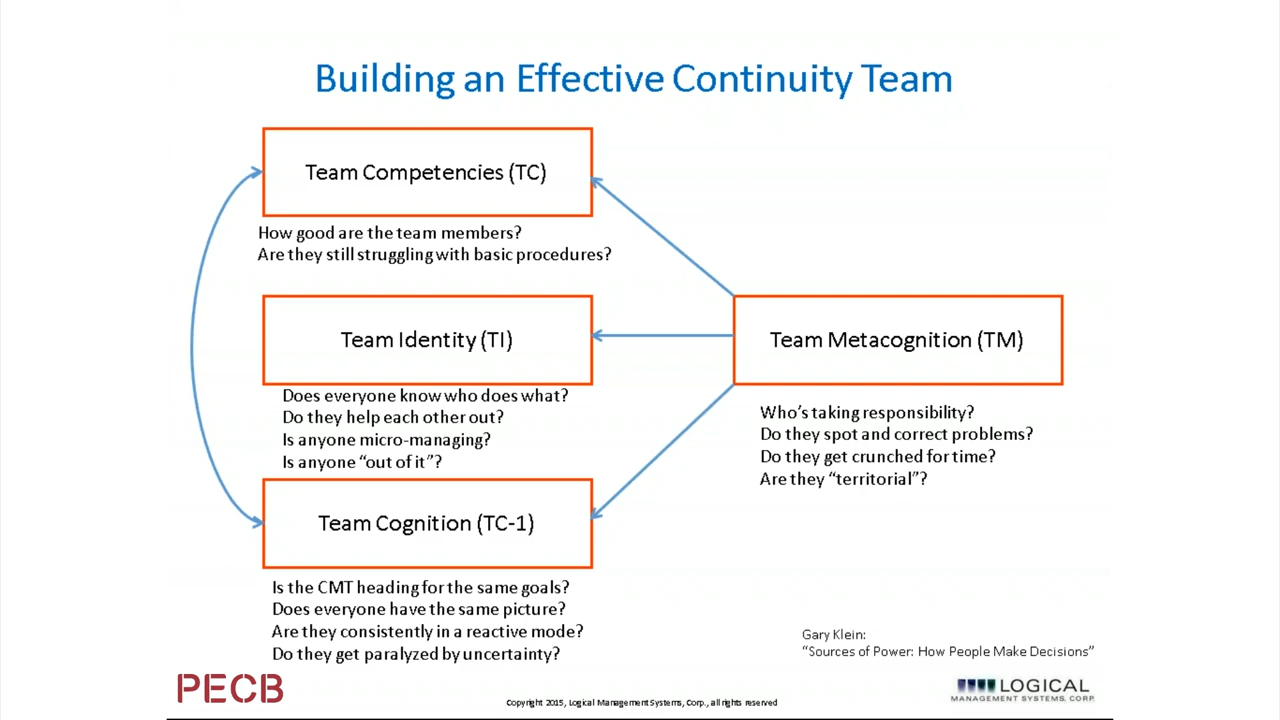 Building an Effective Continuity Team
Team Competencies (TC)
How good are the team members?
Are they still struggling with basic procedures?
Team Identity (TI)
Does everyone know who does what?
Do they help each other out?
Is anyone micro-managing?
Is anyone “out of it”?
Team Cognition (TC-1)
Is the CMT heading for the same goals?
Does everyone have the same picture?
Are they consistently in a reactive mode?
Do they get paralyzed by uncertainty?
Team Metacognition (TM)
Who’s taking responsibility?
Do they spot and correct problems?
Do they get crunched for time?
Are they “territorial”?
Gary Klein:
“Sources of Power: How People Make Decisions”
PECB
Copyright 2015, Logical Management Systems, Corp., all rights reserved
LOGICAL
MANAGEMENT SYSTEMS, CORP.